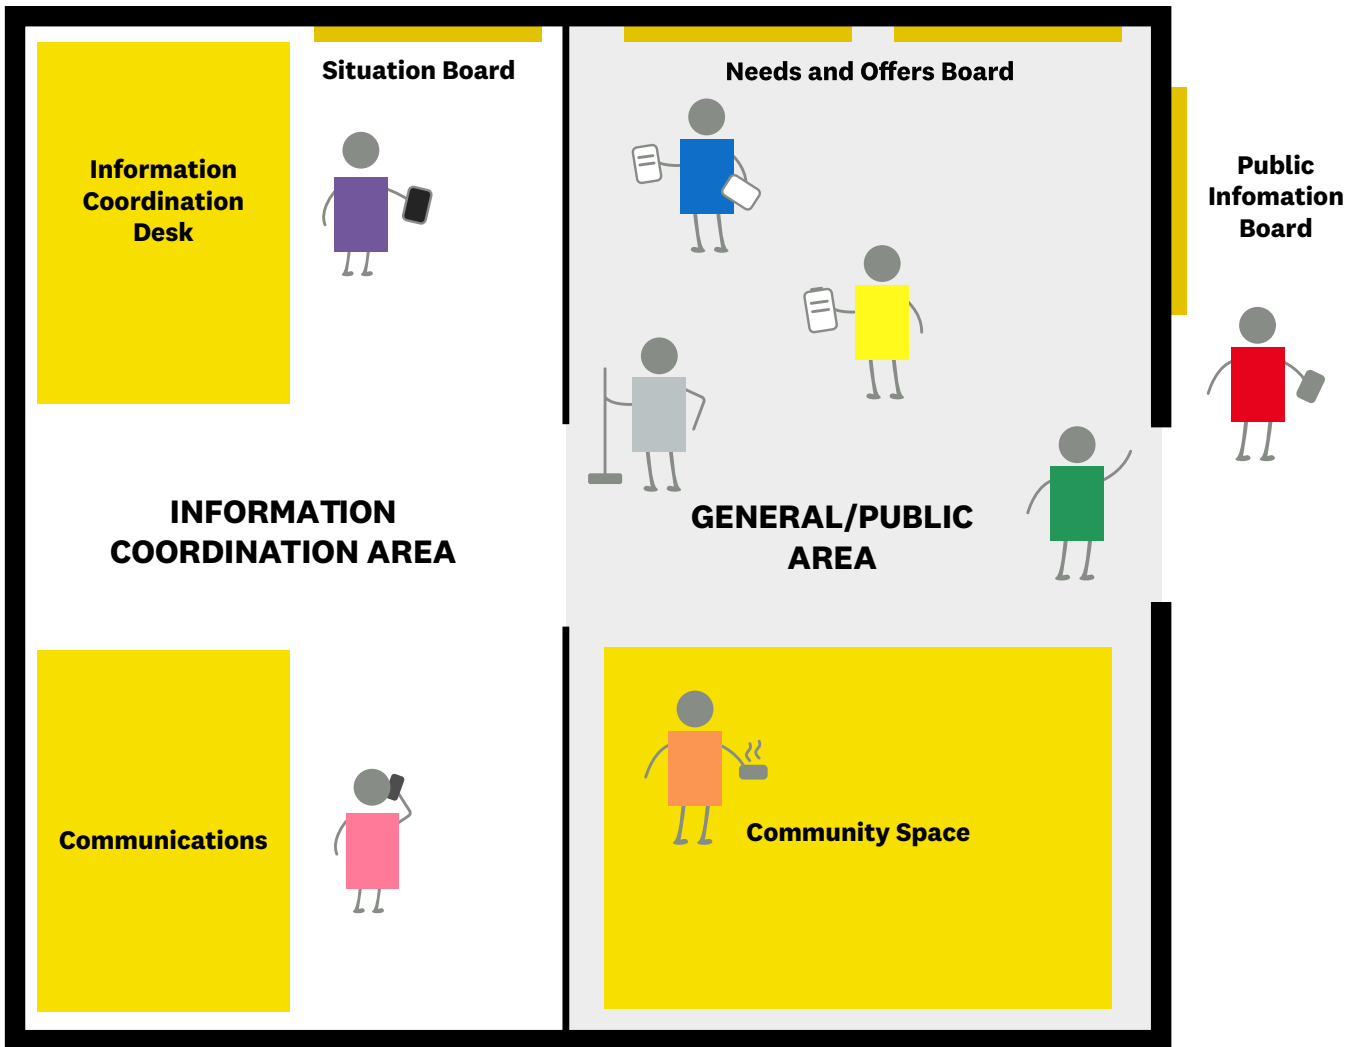 Situation Board
Needs and Offers Board
Information
Coordination
Desk
Public
Infomation
Board
INFORMATION
COORDINATION AREA
GENERAL/PUBLIC
AREA
Communications
Community Space